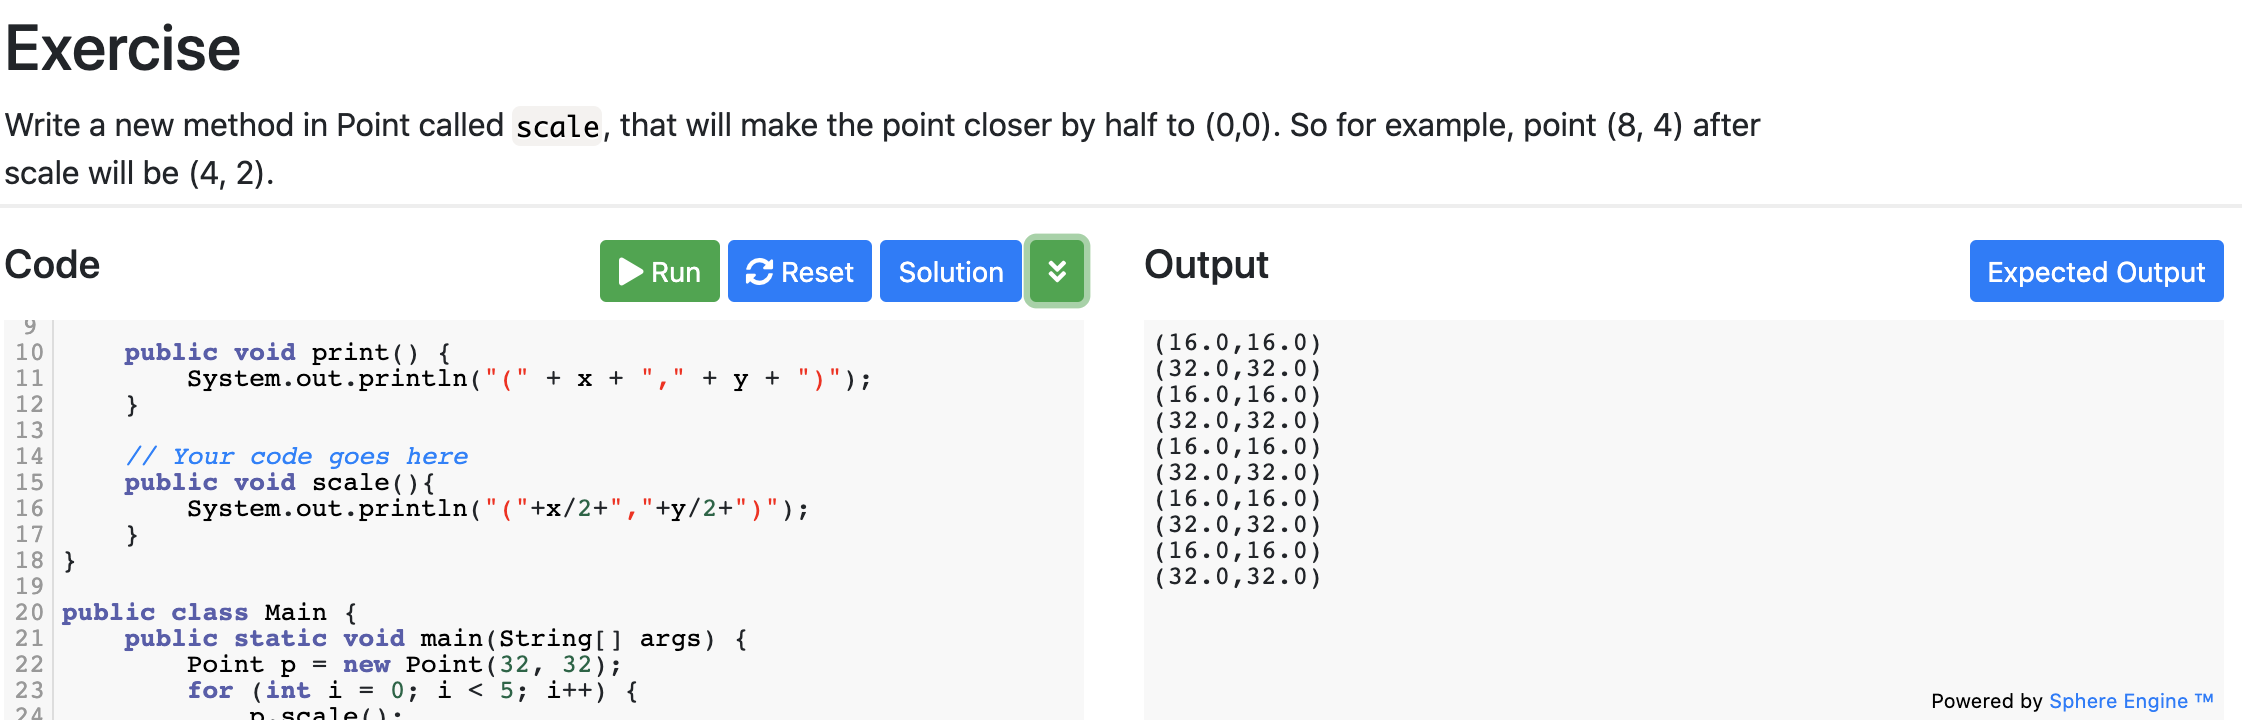 Exercise
Write a new method in Point called scale, that will make the point closer by half to (0,0). So for example, point (8, 4) after
scale will be (4, 2).
Code
Run
Reset
Solution
Output
Expected Output
9
10 public void print() {
11 System.out.println("(" + x + "," + y + ")");
12 }
13
14 // Your code goes here
15 public void scale(){
16 System.out.println("("+x/2+","+y/2+")");
17 }
18 }
19
20 public class Main {
21 public static void main(String[] args) {
22 Point p = new Point(32, 32);
23 for (int i = 0; i < 5; i++) {
24 p.scale();
(16.0,16.0)
(32.0,32.0)
(16.0,16.0)
(32.0,32.0)
(16.0,16.0)
(32.0,32.0)
(16.0,16.0)
(32.0,32.0)
(16.0,16.0)
(32.0,32.0)
Powered by Sphere Engine ™